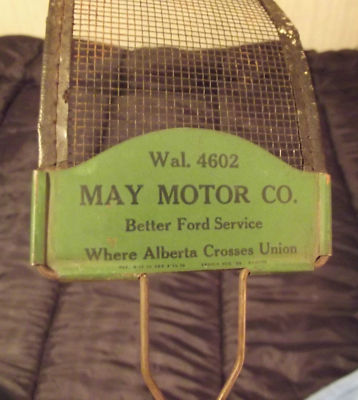 Wal. 4602
MAY MOTOR CO.
Better Ford Service
Where Alberta Crosses Union